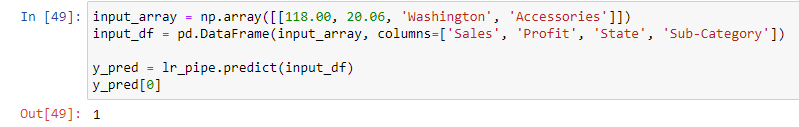 In [49]: input_array = np.array([[118.00, 20.06, 'Washington', 'Accessories']])
input_df = pd.DataFrame(input_array, columns=['Sales', 'Profit', 'State', 'Sub-Category'])
y_pred = lr_pipe.predict(input_df)
y_pred[0]
Out[49]: 1